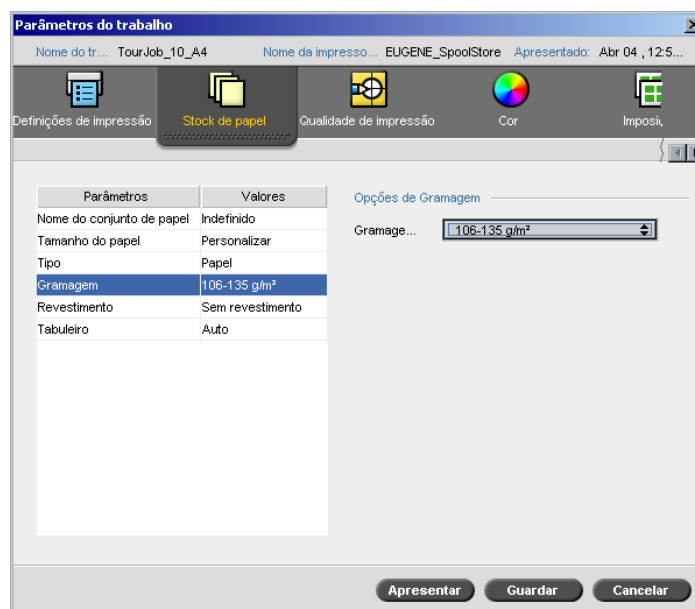 Parâmetros do trabalho
Nome do tr... TourJob_10_A4 Nome da impresso... EUGENE_SpoolStore Apresentado: Abr 04 , 12:5...
Definições de impressão Stock de papel Qualidade de impressão Cor Imposiç
Parâmetros Valores Opções de Gramagem
Nome do conjunto de papel Indefinido Gramage... 106-135 g/m²
Tamanho do papel Personalizar
Tipo Papel
Gramagem 106-135 g/m²
Revestimento Sem revestimento
Tabuleiro Auto
Apresentar Guardar Cancelar